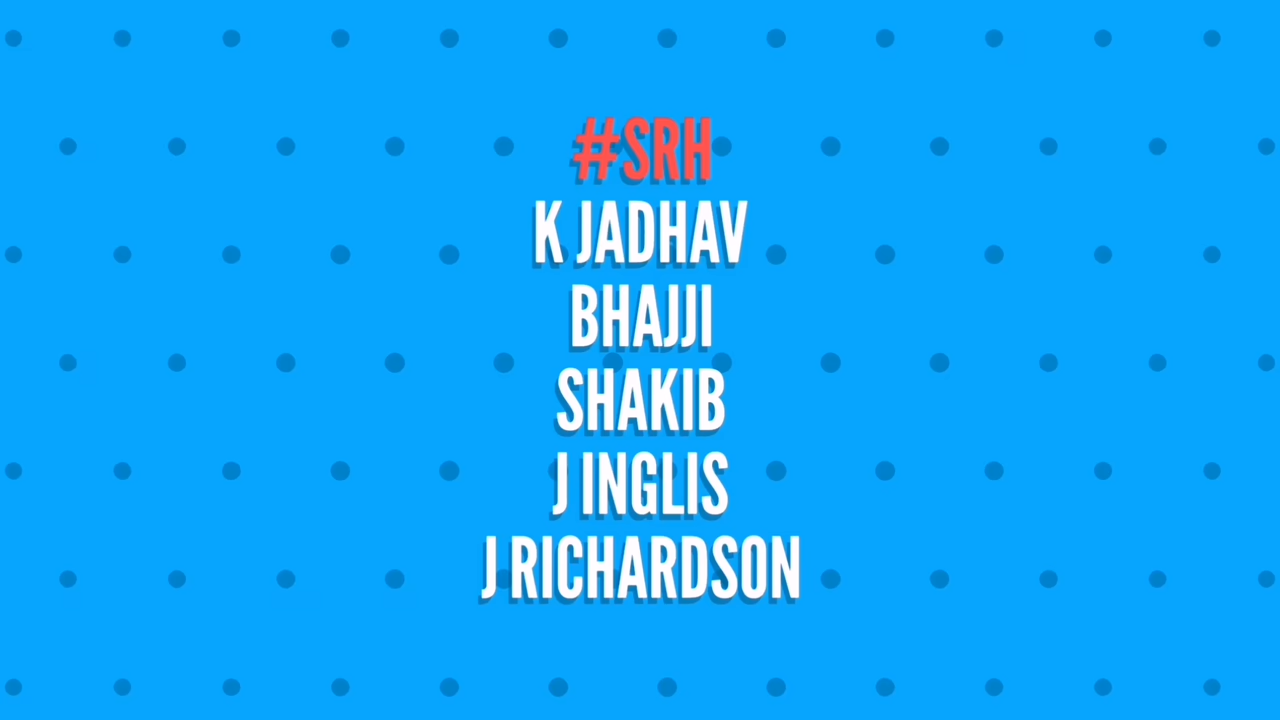 #SRH
K JADHAV
BHAJJI
SHAKIB
J INGLIS
J RICHARDSON